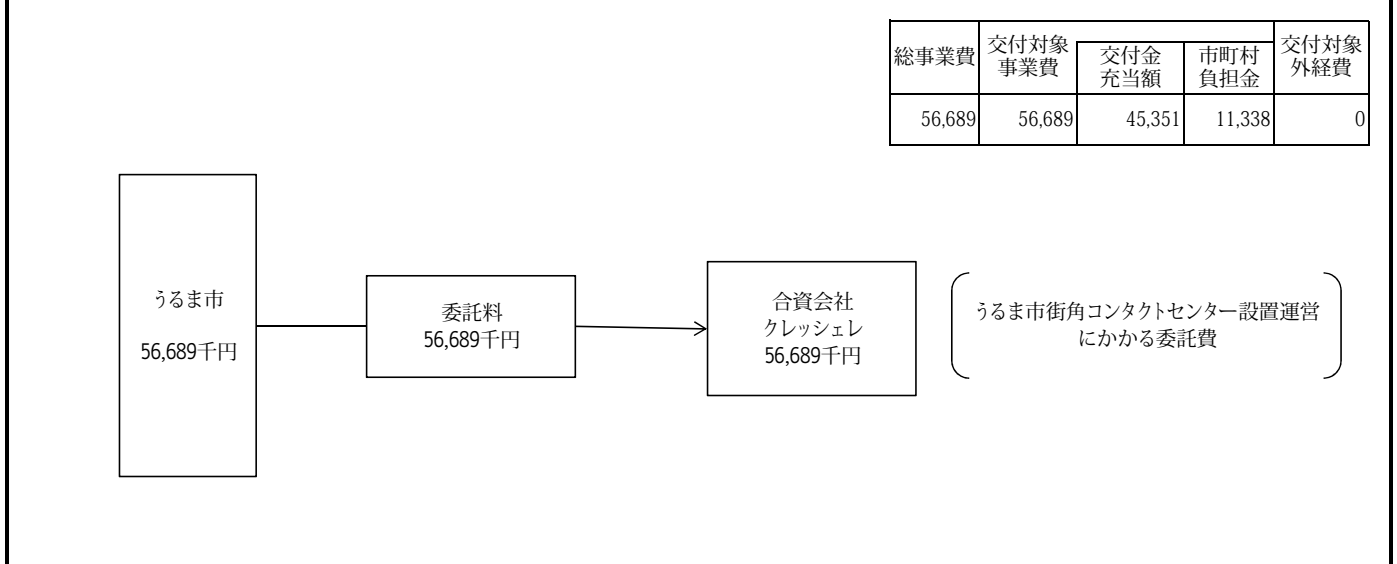 総事業費
交付対象
事業費
交付金
充当額
市町村
負担金
交付対象
外経費
56,689
56,689
45,351
11,338
0
うるま市
56,689千円
委託料
56,689千円
合資会社
クレッシェレ
56,689千円
うるま市街角コンタクトセンター設置運営
にかかる委託費